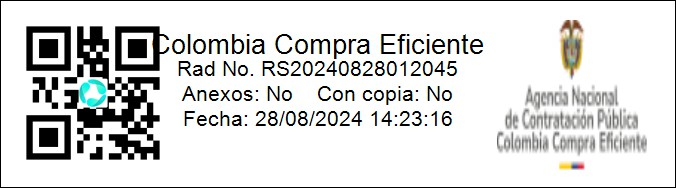 Colombia Compra Eficiente
Rad No. RS20240828012045
Anexos: No    Con copia: No
Fecha: 28/08/2024 14:23:16
Agencia Nacional
de Contratación Pública
Colombia Compra Eficiente